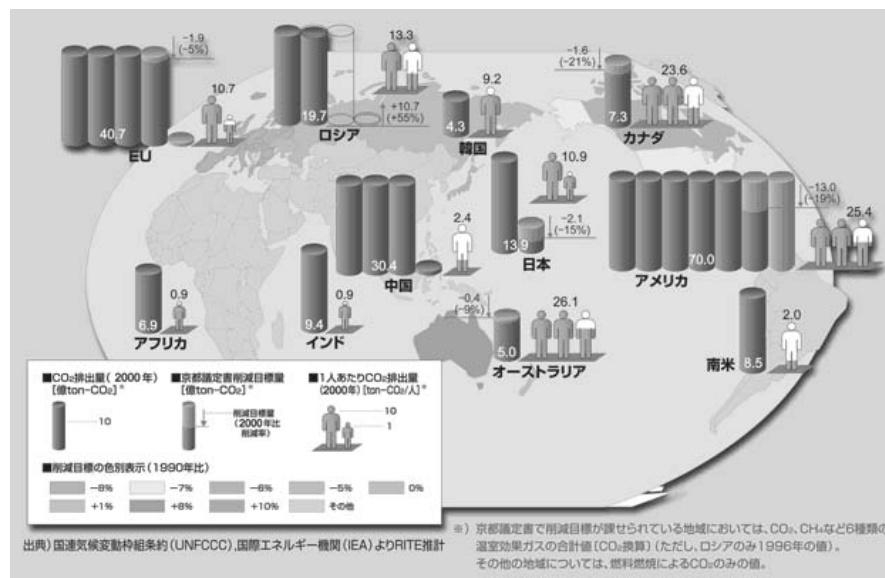 -1.9
(-5%)
10.7
40.7
EU
13.3
19.7
+10.7
(+55%)
ロシア
9.2
4.3
韓国
-1.6
(-21%)
23.6
7.3
カナダ
10.9
13.9
-2.1
(-15%)
日本
-13.0
(-19%)
25.4
70.0
アメリカ
2.4
30.4
中国
0.9
6.9
アフリカ
0.9
9.4
インド
-0.4
(-9%)
26.1
5.0
オーストラリア
2.0
8.5
南米
■CO₂排出量(2000年)
[億ton-CO₂]*
10
■京都議定書削減目標量
[億ton-CO₂]*
削減目標量
(2000年比
削減率)
■1人あたりCO₂排出量
(2000年)[ton-CO₂/人]*
10
1
■削減目標の色別表示(1990年比)
-8% -7% -6% -5% 0%
+1% +8% +10% その他
出典)国連気候変動枠組条約(UNFCCC),国際エネルギー機関(IEA)よりRITE推計
※)京都議定書で削減目標が課せられている地域においては、CO₂、CH₄など6種類の
温室効果ガスの合計値[CO₂換算](ただし、ロシアのみ1996年の値)。
その他の地域については、燃料燃焼によるCO₂のみの値。